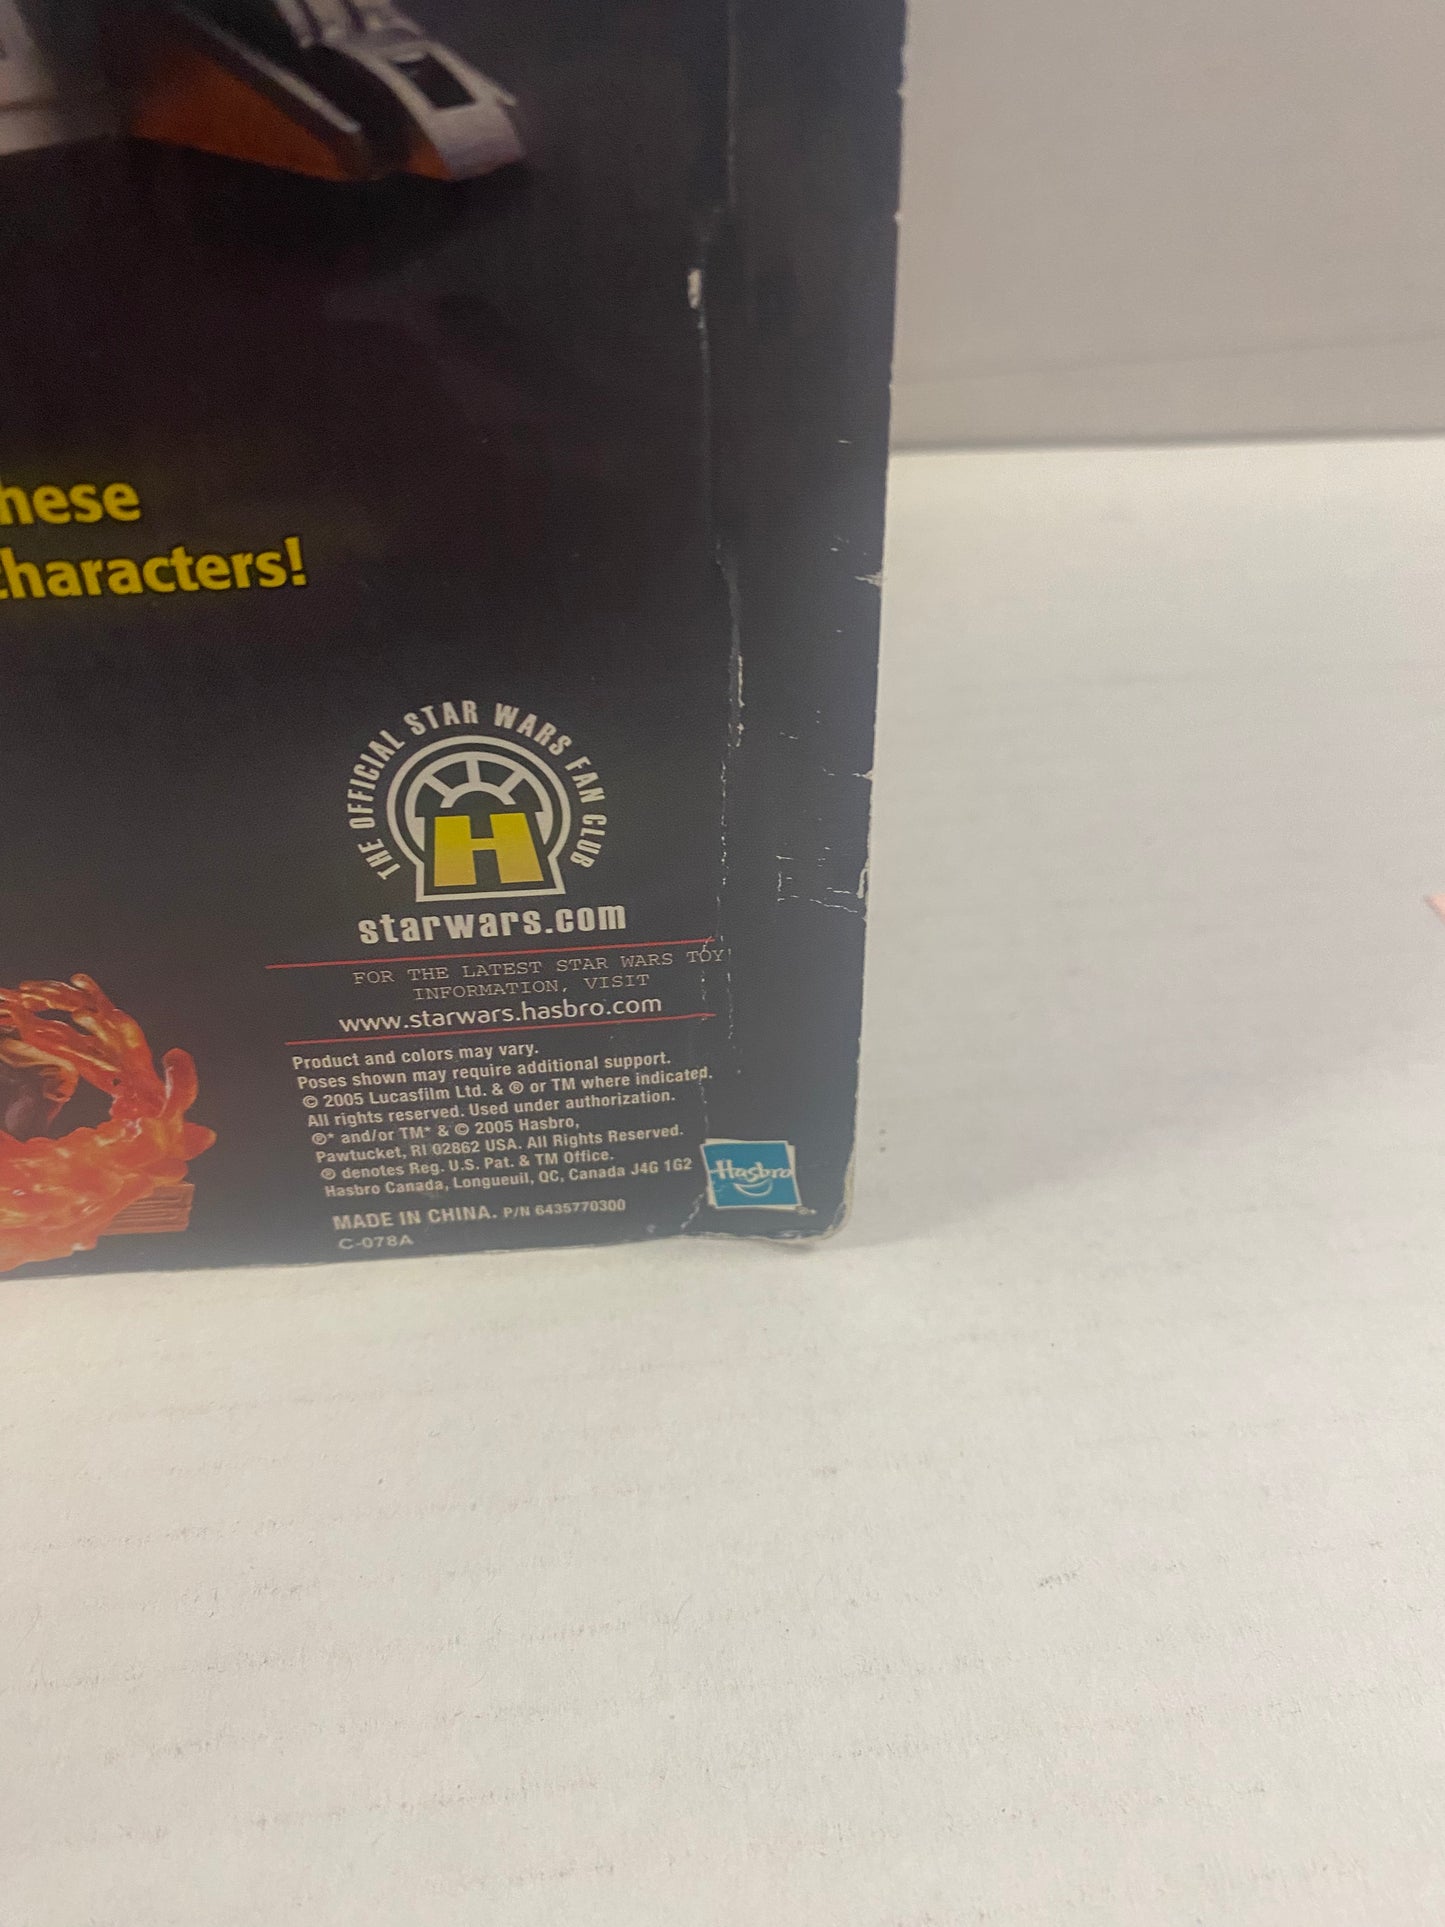 hese
characters!
THE OFFICIAL STAR WARS FAN CLUB
H
starwars.com
FOR THE LATEST STAR WARS TOY
INFORMATION, VISIT
www.starwars.hasbro.com
Product and colors may vary.
Poses shown may require additional support.
© 2005 Lucasfilm Ltd. & ® or TM where indicated.
All rights reserved. Used under authorization.
®* and/or TM* & © 2005 Hasbro,
Pawtucket, RI 02862 USA. All Rights Reserved.
® denotes Reg. U.S. Pat. & TM Office.
Hasbro Canada, Longueuil, QC, Canada J4G 1G2
MADE IN CHINA. P/N 6435770300
C-078A
Hasbro